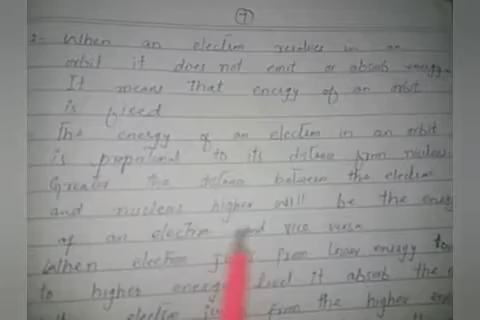 7
2- When an electron revolves in an
orbit it does not emit or absorb energy.
It means that energy of an orbit
is fixed
The energy of an electron in an orbit
is propotional to its distance from nucleus
Greater the distance between the electron
and nucleus higher will be the energ
of an electron and vice versa
When electron from lower energy
to higher energy level it absorb the
electron from the higher